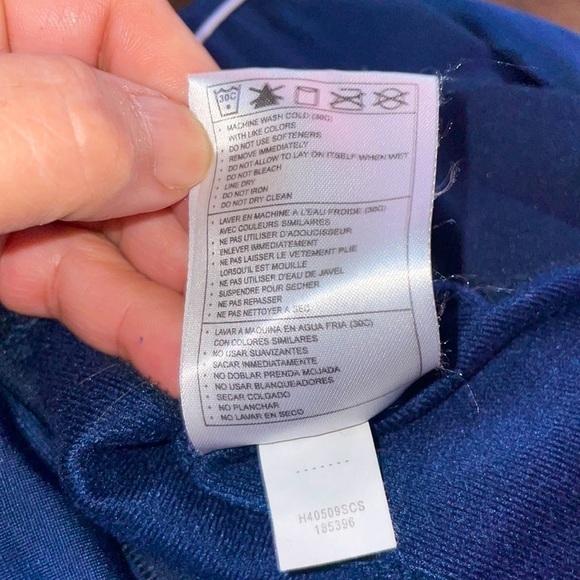 30C
• MACHINE WASH COLD (30C)
WITH LIKE COLORS
• DO NOT USE SOFTENERS
• REMOVE IMMEDIATELY
• DO NOT ALLOW TO LAY ON ITSELF WHEN WET
• DO NOT BLEACH
• LINE DRY
• DO NOT IRON
• DO NOT DRY CLEAN
• LAVER EN MACHINE A L'EAU FROIDE (30C)
AVEC COULEURS SIMILAIRES
• NE PAS UTILISER D'ADOUCISSEUR
• ENLEVER IMMEDIATEMENT
• NE PAS LAISSER LE VETEMENT PLIE
LORSQU'IL EST MOUILLE
• NE PAS UTILISER D'EAU DE JAVEL
• SUSPENDRE POUR SECHER
• NE PAS REPASSER
• NE PAS NETTOYER A SEC
• LAVAR A MAQUINA EN AGUA FRIA (30C)
CON COLORES SIMILARES
• NO USAR SUAVIZANTES
• SACAR INMEDIATAMENTE
• NO DOBLAR PRENDA MOJADA
• NO USAR BLANQUEADORES
• SECAR COLGADO
• NO PLANCHAR
• NO LAVAR EN SECO
-------
H40509SCS
185396